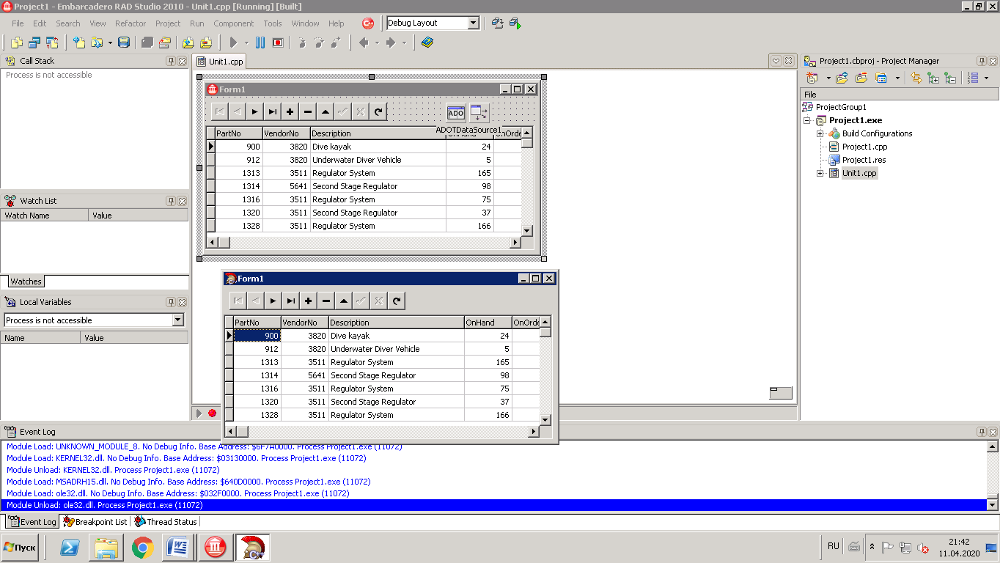 Project1 - Embarcadero RAD Studio 2010 - Unit1.cpp [Running] [Built]
File Edit Search View Refactor Project Run Component Tools Window Help Debug Layout
Call Stack
Process is not accessible
Unit1.cpp
Project1.cbproj - Project Manager
File
ProjectGroup1
Project1.exe
Build Configurations
Project1.cpp
Project1.res
Unit1.cpp
Form1
ADO
ADOTDataSource1
PartNo VendorNo Description OnHand OnOrde
900 3820 Dive kayak 24
912 3820 Underwater Diver Vehicle 5
1313 3511 Regulator System 165
1314 5641 Second Stage Regulator 98
1316 3511 Regulator System 75
1320 3511 Second Stage Regulator 37
1328 3511 Regulator System 166
Watch List
Watch Name Value
Watches
Local Variables
Process is not accessible
Name Value
Form1
PartNo VendorNo Description OnHand OnOrde
900 3820 Dive kayak 24
912 3820 Underwater Diver Vehicle 5
1313 3511 Regulator System 165
1314 5641 Second Stage Regulator 98
1316 3511 Regulator System 75
1320 3511 Second Stage Regulator 37
1328 3511 Regulator System 166
Event Log
Module Load: UNKNOWN_MODULE_8. No Debug Info. Base Address: $6F7A0000. Process Project1.exe (11072)
Module Load: KERNEL32.dll. No Debug Info. Base Address: $03130000. Process Project1.exe (11072)
Module Unload: KERNEL32.dll. Process Project1.exe (11072)
Module Load: MSADRH15.dll. No Debug Info. Base Address: $640D0000. Process Project1.exe (11072)
Module Load: ole32.dll. No Debug Info. Base Address: $032F0000. Process Project1.exe (11072)
Module Unload: ole32.dll. Process Project1.exe (11072)
Event Log Breakpoint List Thread Status
Пуск
C++
RU
21:42
11.04.2020